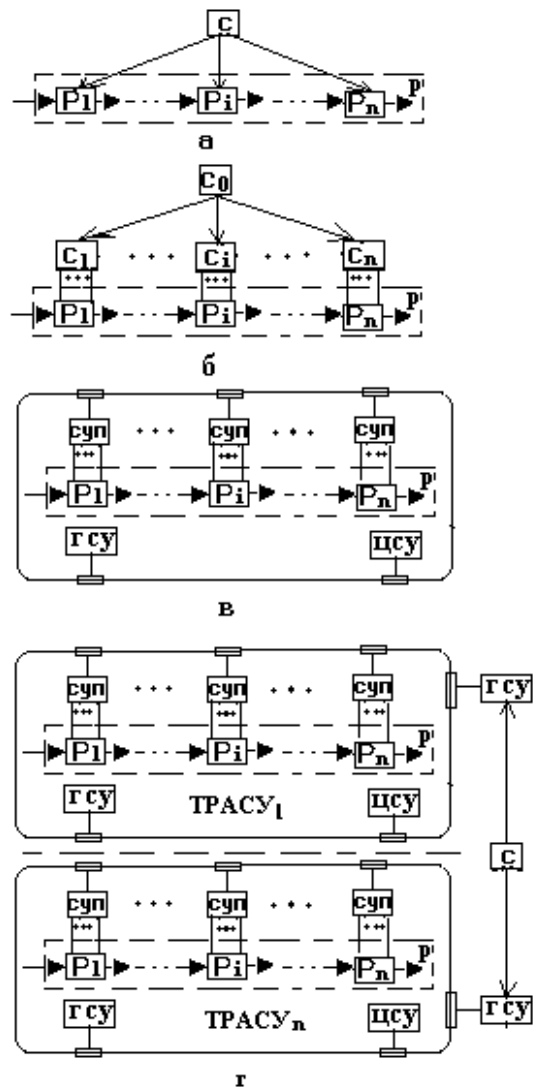 С
P1 Pi Pn P
а
C0
C1 Ci Cn
P1 Pi Pn P
б
суп суп суп
P1 Pi Pn P
гсу цсу
в
суп суп суп гсу
P1 Pi Pn P
гсу ТРАСУ1 цсу
С
суп суп суп
P1 Pi Pn P
гсу ТРАСУn цсу гсу
г